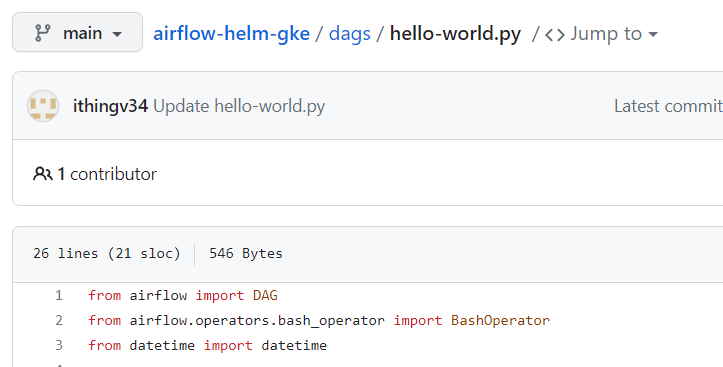 main airflow-helm-gke / dags / hello-world.py / <> Jump to
ithingv34 Update hello-world.py Latest commit
1 contributor
26 lines (21 sloc) 546 Bytes
1 from airflow import DAG
2 from airflow.operators.bash_operator import BashOperator
3 from datetime import datetime